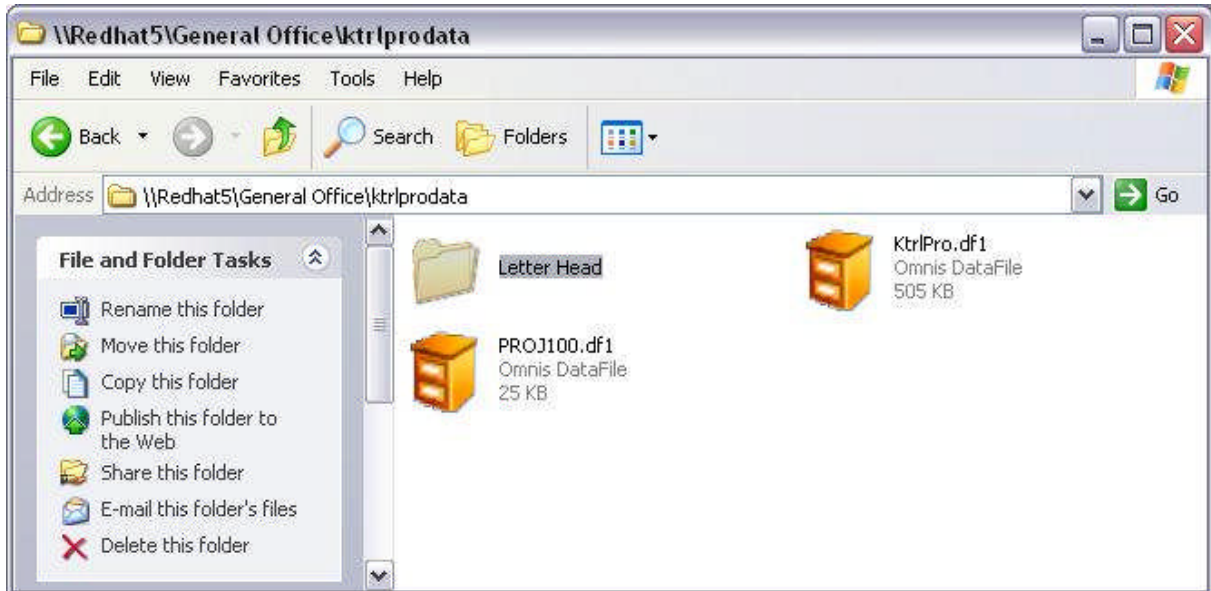 \\Redhat5\General Office\ktrlprodata
File Edit View Favorites Tools Help
Back Search Folders
Address \\Redhat5\General Office\ktrlprodata Go
File and Folder Tasks
Rename this folder
Move this folder
Copy this folder
Publish this folder to
the Web
Share this folder
E-mail this folder's files
Delete this folder
Letter Head
KtrlPro.df1
Omnis DataFile
505 KB
PROJ100.df1
Omnis DataFile
25 KB